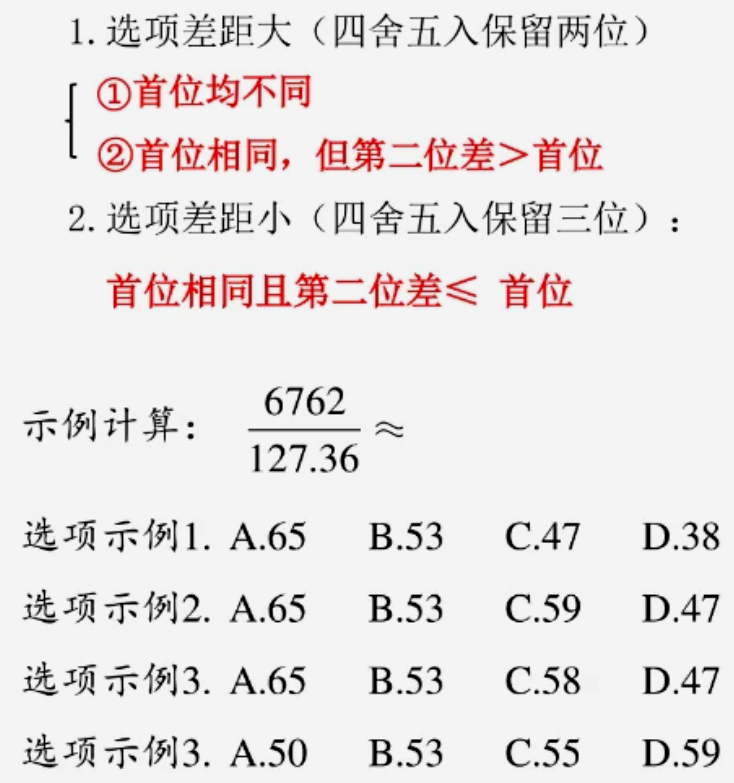 1.选项差距大（四舍五入保留两位）
①首位均不同
②首位相同，但第二位差＞首位
2.选项差距小（四舍五入保留三位）：
首位相同且第二位差≤ 首位
示例计算： 6762/127.36 ≈
选项示例1. A.65 B.53 C.47 D.38
选项示例2. A.65 B.53 C.59 D.47
选项示例3. A.65 B.53 C.58 D.47
选项示例3. A.50 B.53 C.55 D.59